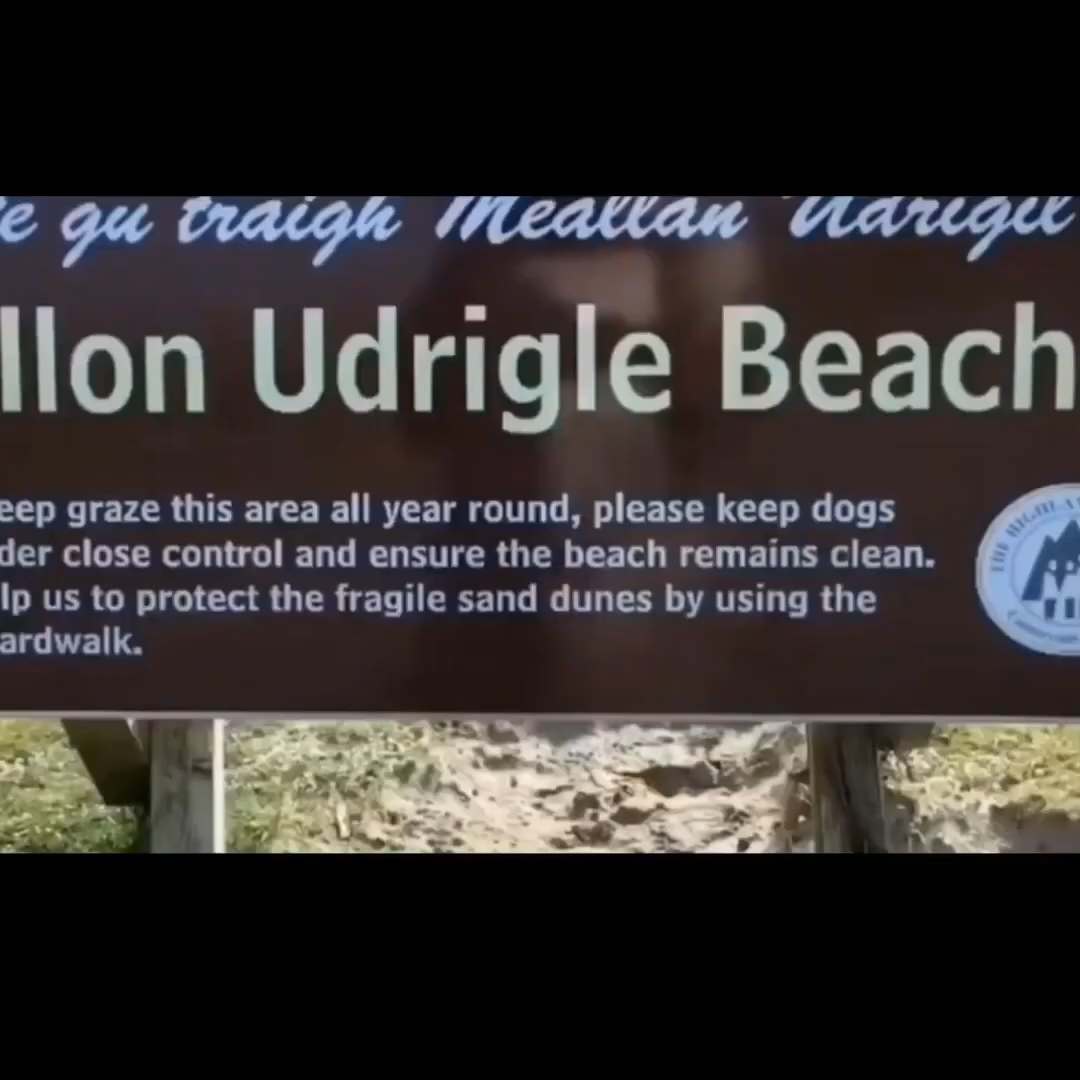 e gu traigh Meallan Udrigil
llon Udrigle Beach
eep graze this area all year round, please keep dogs
der close control and ensure the beach remains clean.
lp us to protect the fragile sand dunes by using the
ardwalk.
THE HIGHLA